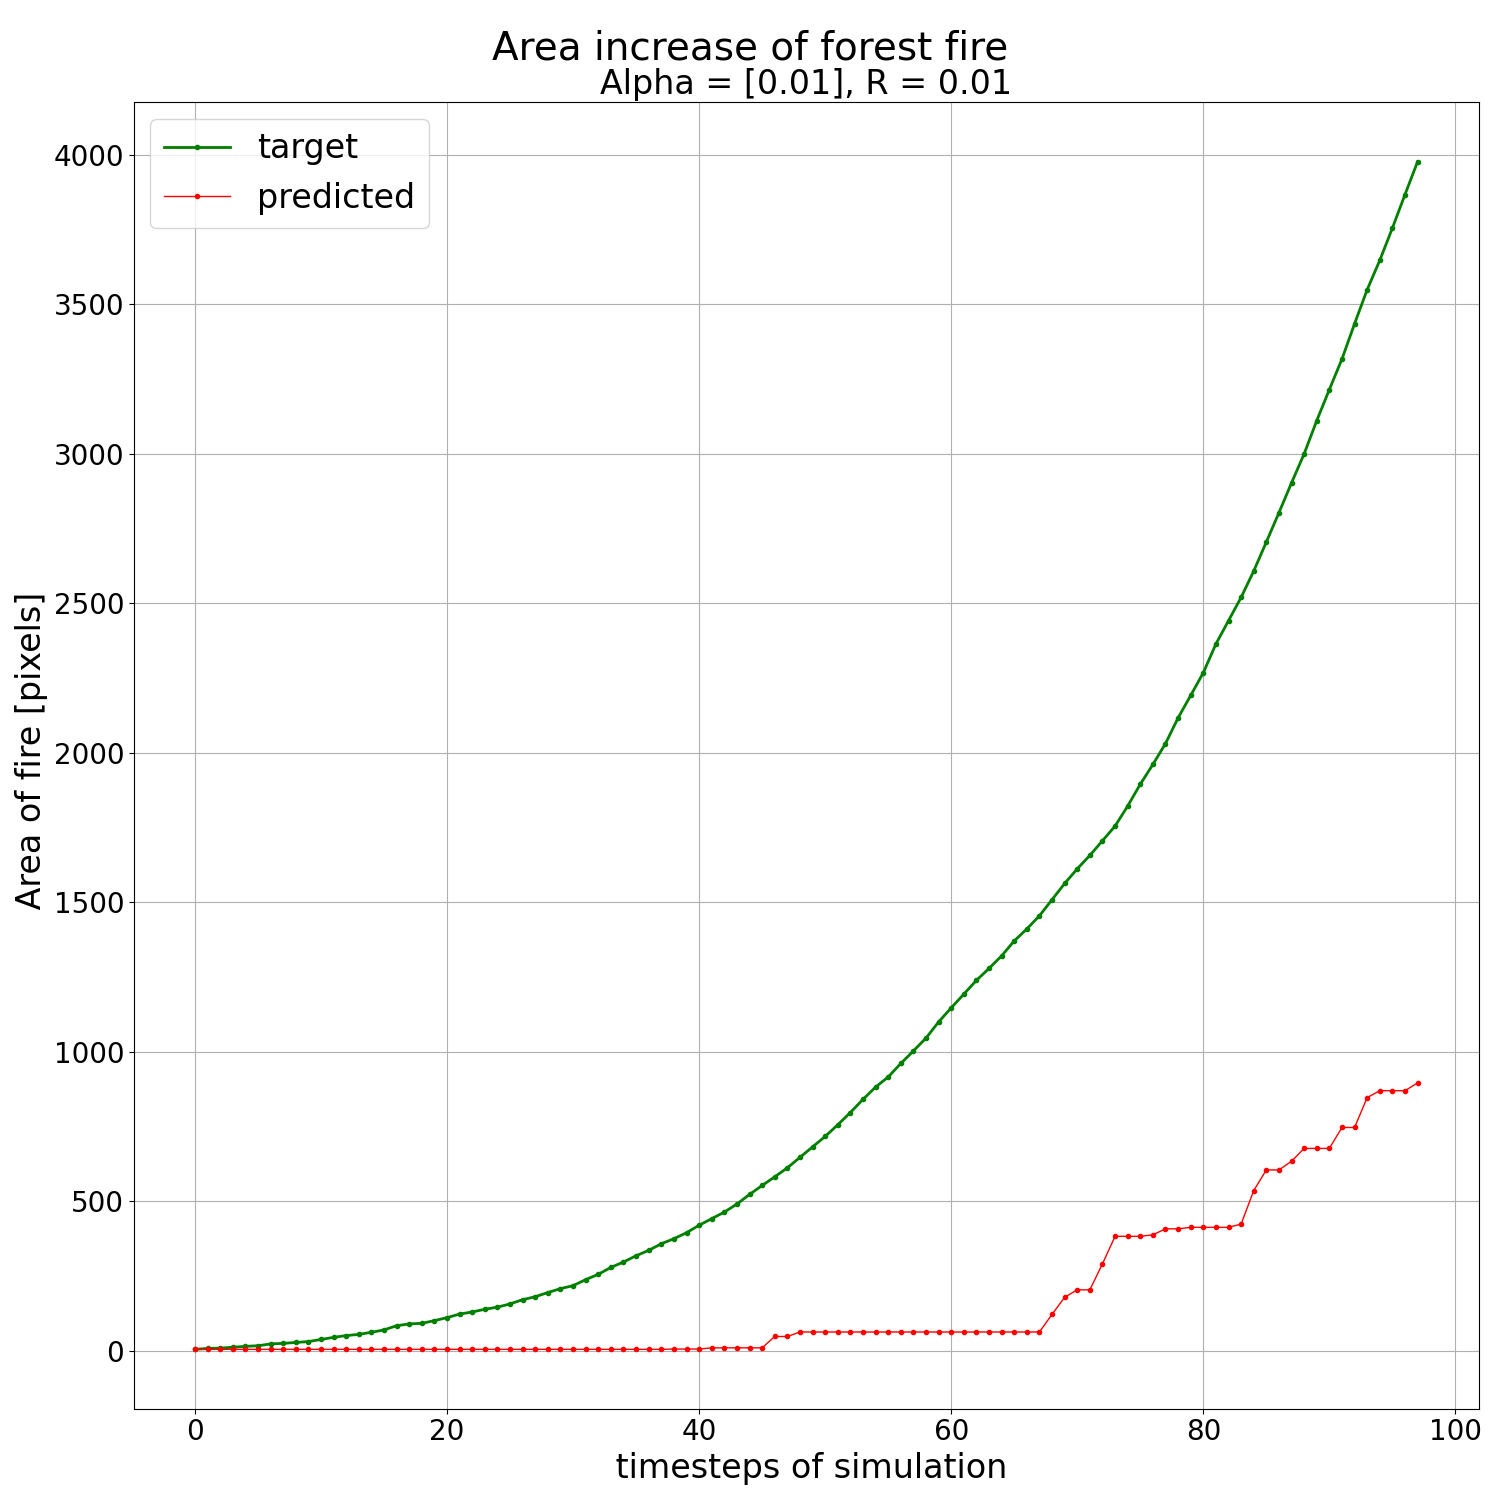 Area increase of forest fire
Alpha = [0.01], R = 0.01
target
predicted
4000
3500
3000
2500
2000
1500
1000
500
0
Area of fire [pixels]
0 20 40 60 80 100
timesteps of simulation